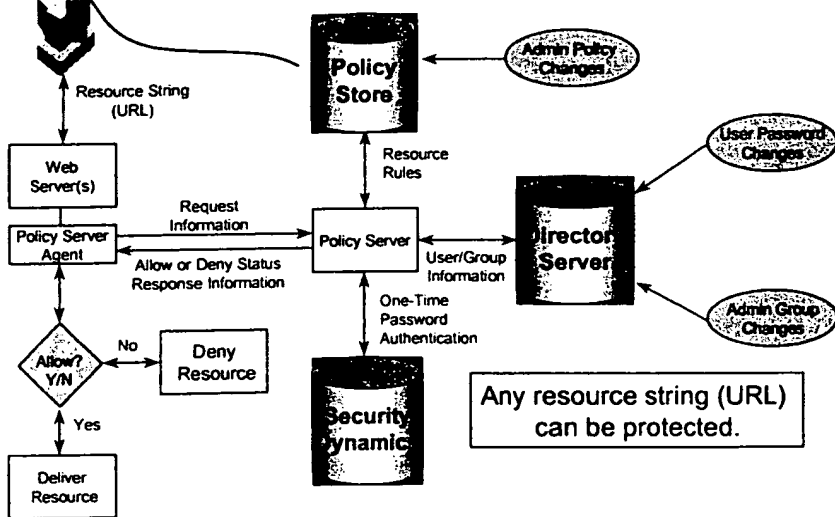 Policy
Store
Admin Policy
Changes
Resource String
(URL)
User Password
Changes
Web
Server(s)
Resource
Rules
Request
Information
Policy Server
Agent
Policy Server
Director
Server
Allow or Deny Status
Response Information
User/Group
Information
One-Time
Password
Authentication
Admin Group
Changes
Allow?
Y/N
No
Deny
Resource
Security
Dynamic
Any resource string (URL)
can be protected.
Yes
Deliver
Resource